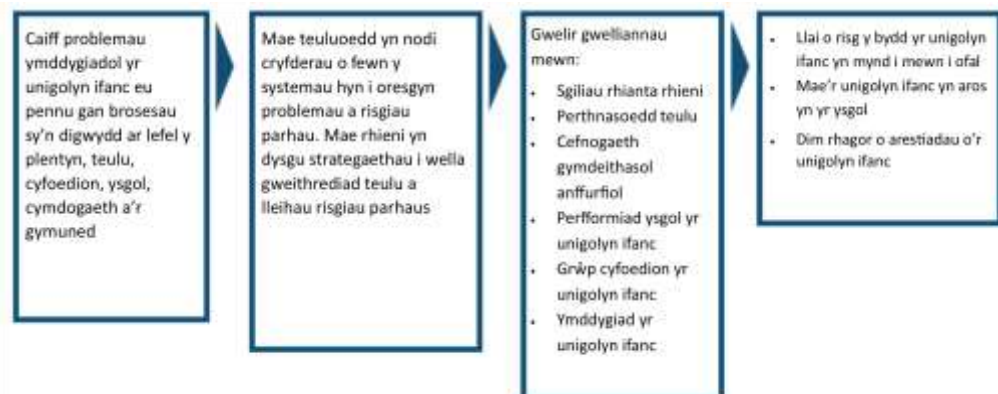 Caiff problemau
ymddygiadol yr
unigolyn ifanc eu
pennu gan brosesau
sy'n digwydd ar lefel y
plentyn, teulu,
cyfoedion, ysgol,
cymdogaeth a'r
gymuned
Mae teuluoedd yn nodi
cryfderau o fewn y
systemau hyn i oresgyn
problemau a risgiau
parhau. Mae rhieni yn
dysgu strategaethau i wella
gweithrediad teulu a
lleihau risgiau parhaus
Gwelir gwelliannau
mewn:
• Sgiliau rhianta rhieni
• Perthnasoedd teulu
• Cefnogaeth
gymdeithasol
anffurfiol
• Perfformiad ysgol yr
unigolyn ifanc
• Grŵp cyfoedion yr
unigolyn ifanc
• Ymddygiad yr
unigolyn ifanc
• Llai o risg y bydd yr unigolyn
ifanc yn mynd i mewn i ofal
• Mae'r unigolyn ifanc yn aros
yn yr ysgol
• Dim rhagor o arestiadau o'r
unigolyn ifanc